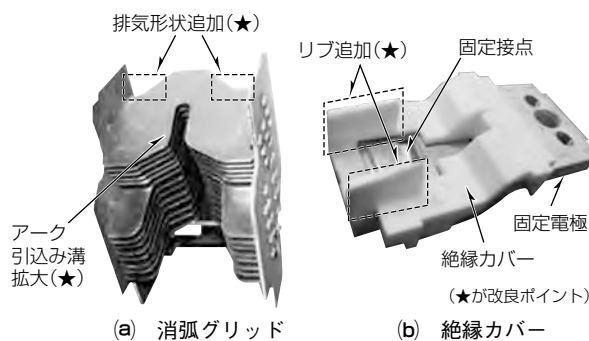 排気形状追加(★)
アーク
引込み溝
拡大(★)
(a) 消弧グリッド
リブ追加(★)
固定接点
固定電極
絶縁カバー
(★が改良ポイント)
(b) 絶縁カバー